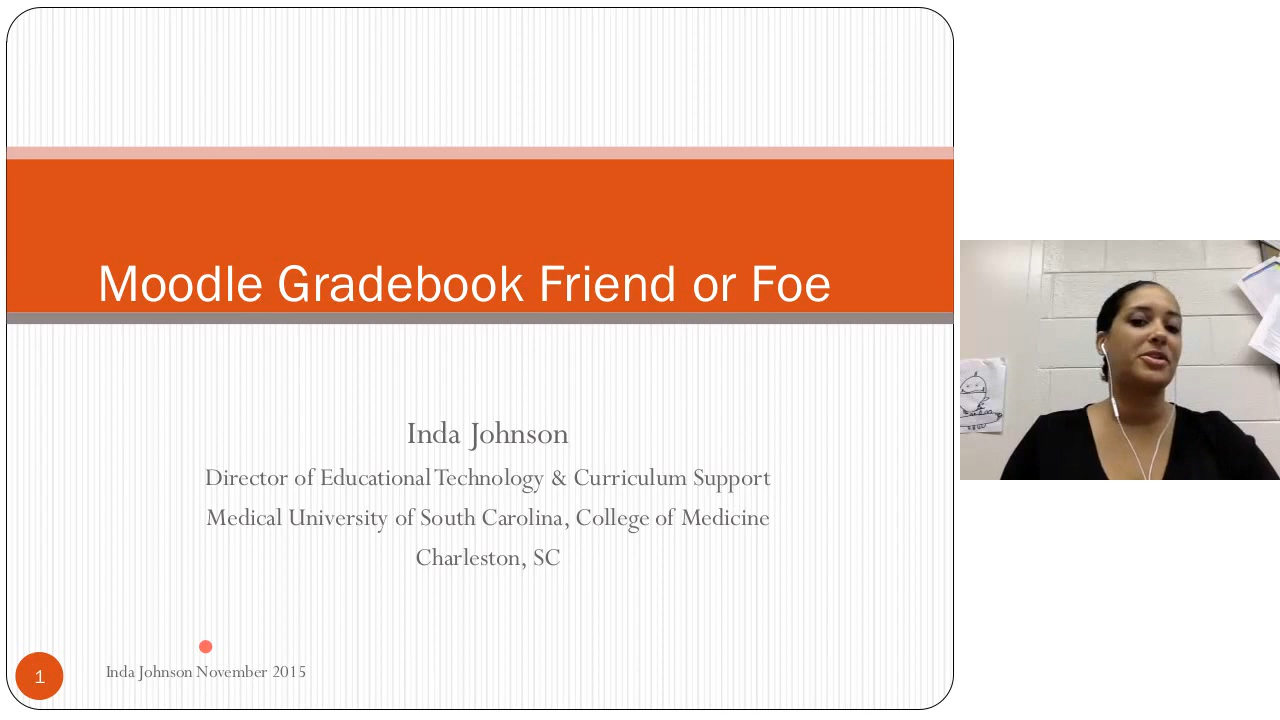 Moodle Gradebook Friend or Foe
Inda Johnson
Director of Educational Technology & Curriculum Support
Medical University of South Carolina, College of Medicine
Charleston, SC
1
Inda Johnson November 2015